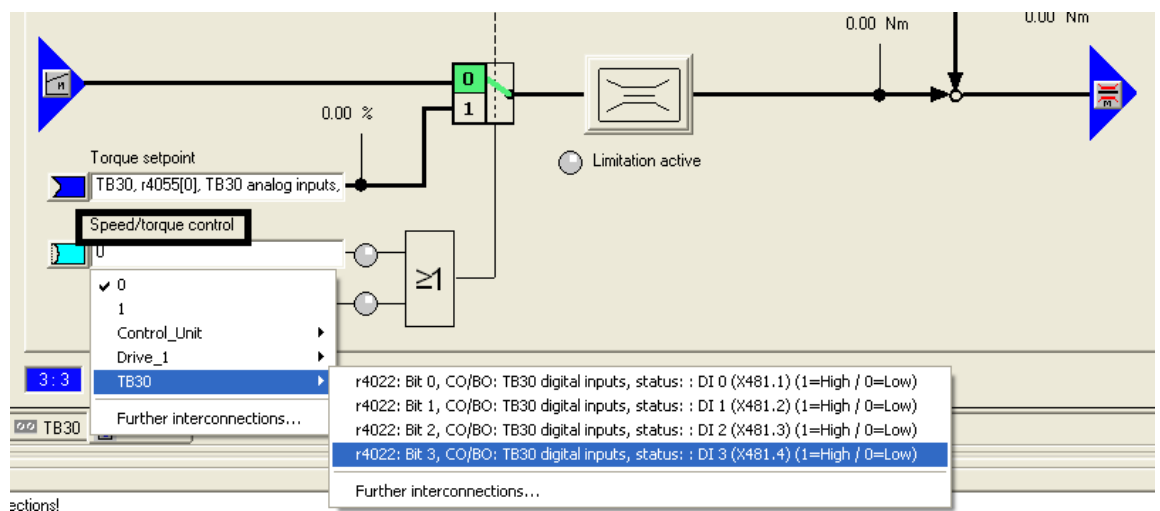 0.00 Nm
0.00 Nm
0
1
0.00 %
Torque setpoint
TB30, r4055[0], TB30 analog inputs,
Limitation active
Speed/torque control
0
≥1
0
1
Control_Unit
Drive_1
TB30
Further interconnections...
3:3
r4022: Bit 0, CO/BO: TB30 digital inputs, status: : DI 0 (X481.1) (1=High / 0=Low)
r4022: Bit 1, CO/BO: TB30 digital inputs, status: : DI 1 (X481.2) (1=High / 0=Low)
r4022: Bit 2, CO/BO: TB30 digital inputs, status: : DI 2 (X481.3) (1=High / 0=Low)
r4022: Bit 3, CO/BO: TB30 digital inputs, status: : DI 3 (X481.4) (1=High / 0=Low)
Further interconnections...
TB30
ections!